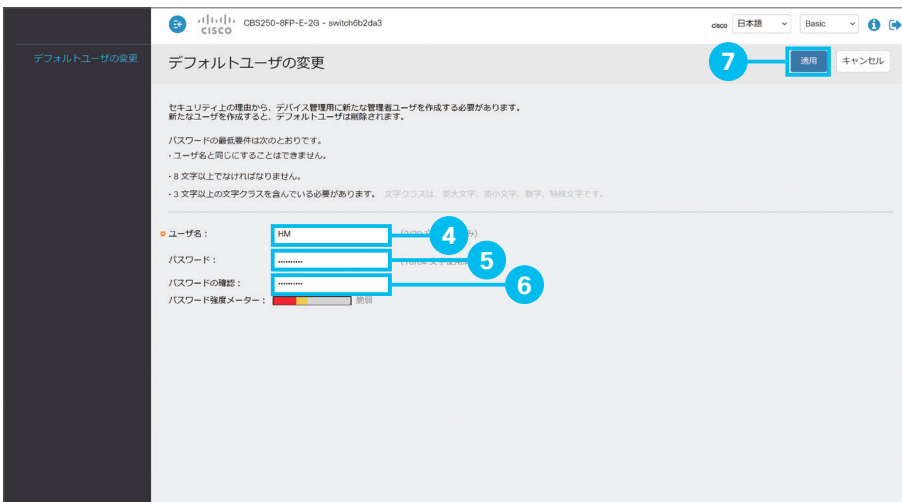 CISCO
CBS250-8FP-E-2G - switch6b2da3
cisco 日本語 Basic
デフォルトユーザの変更
デフォルトユーザの変更
7
適用 キャンセル
セキュリティ上の理由から、デバイス管理用に新たな管理者ユーザを作成する必要があります。
新たなユーザを作成すると、デフォルトユーザは削除されます。
パスワードの最低要件は次のとおりです。
・ユーザ名と同じにすることはできません。
・8 文字以上でなければなりません。
・3 文字以上の文字クラスを含んでいる必要があります。 文字クラスは、英大文字、英小文字、数字、特殊文字です。
ユーザ名： HM 4
パスワード： ·········· 5
パスワードの確認： ·········· 6
パスワード強度メーター： 脆弱